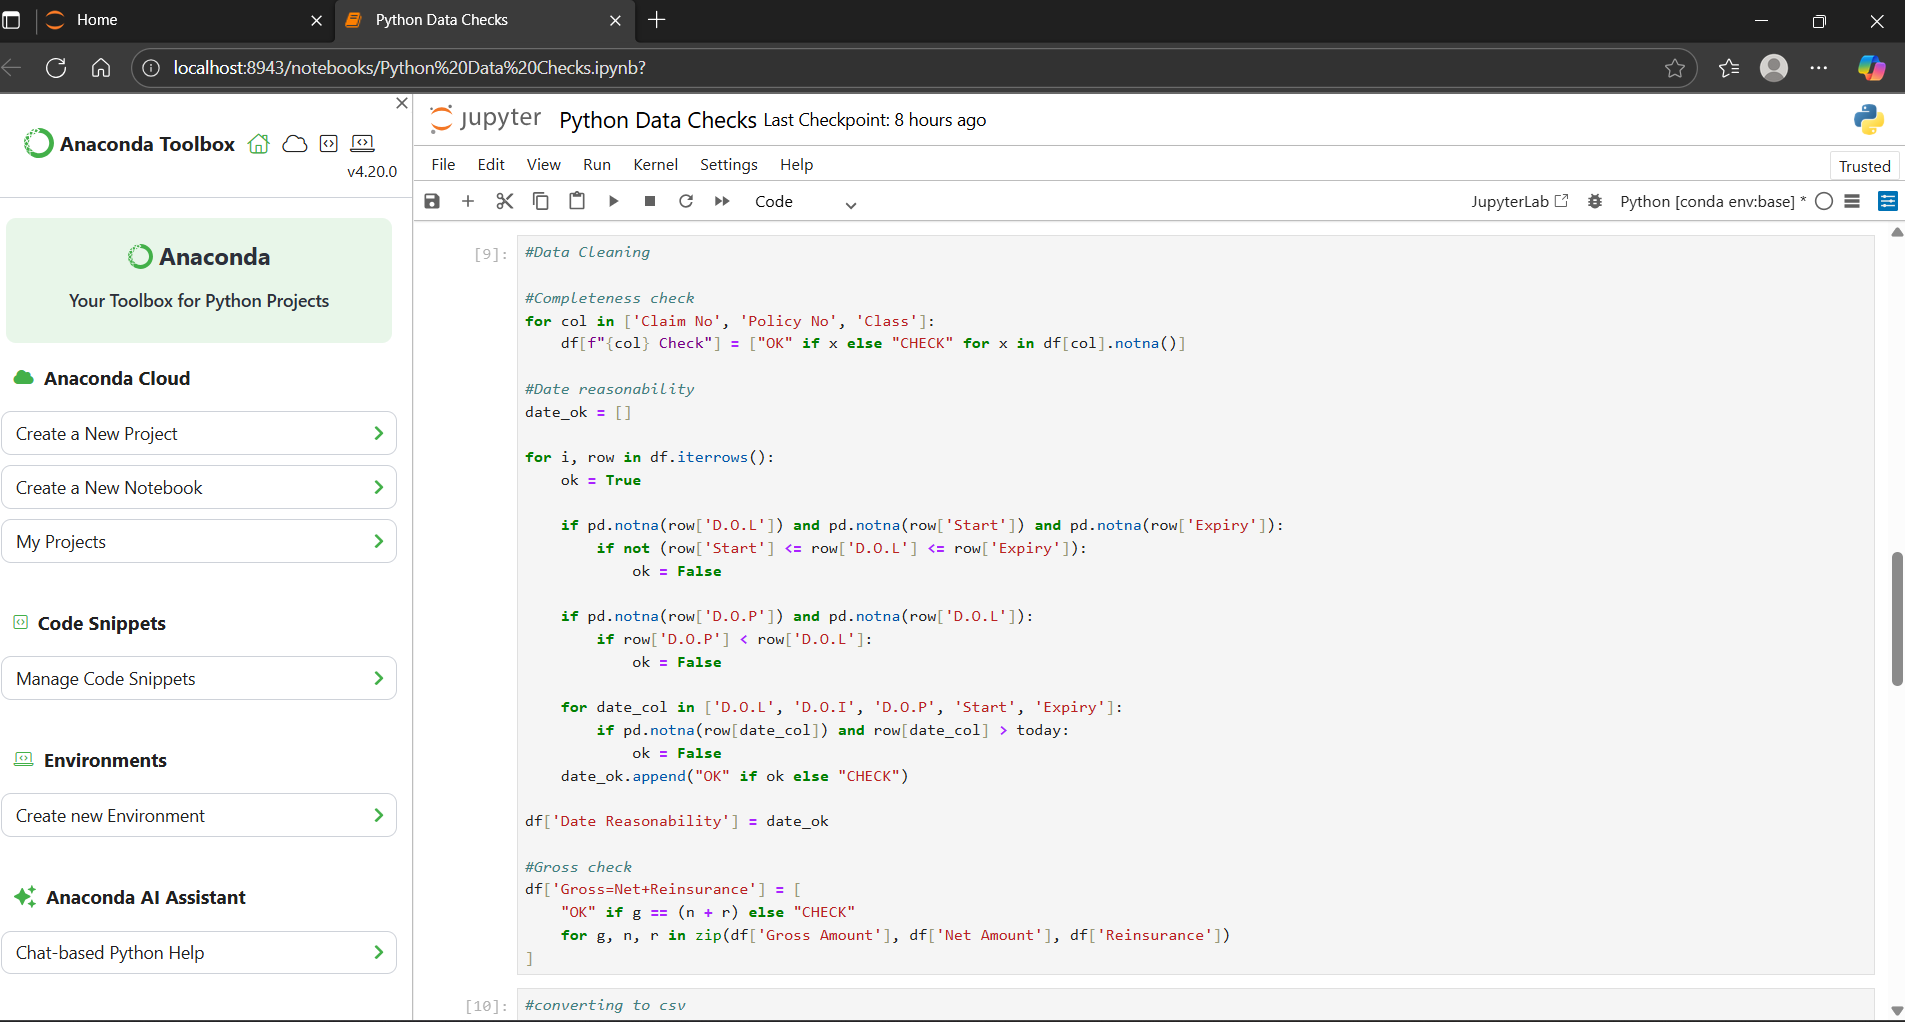 Home
Python Data Checks
localhost:8943/notebooks/Python%20Data%20Checks.ipynb?
Anaconda Toolbox
v4.20.0
Anaconda
Your Toolbox for Python Projects
Anaconda Cloud
Create a New Project
Create a New Notebook
My Projects
Code Snippets
Manage Code Snippets
Environments
Create new Environment
Anaconda AI Assistant
Chat-based Python Help
jupyter Python Data Checks Last Checkpoint: 8 hours ago
File Edit View Run Kernel Settings Help
Trusted
Code
JupyterLab
Python [conda env:base] *
[9]:
#Data Cleaning
#Completeness check
for col in ['Claim No', 'Policy No', 'Class']:
    df[f"{col} Check"] = ["OK" if x else "CHECK" for x in df[col].notna()]
#Date reasonability
date_ok = []
for i, row in df.iterrows():
    ok = True
    if pd.notna(row['D.O.L']) and pd.notna(row['Start']) and pd.notna(row['Expiry']):
        if not (row['Start'] <= row['D.O.L'] <= row['Expiry']):
            ok = False
    if pd.notna(row['D.O.P']) and pd.notna(row['D.O.L']):
        if row['D.O.P'] < row['D.O.L']:
            ok = False
    for date_col in ['D.O.L', 'D.O.I', 'D.O.P', 'Start', 'Expiry']:
        if pd.notna(row[date_col]) and row[date_col] > today:
            ok = False
    date_ok.append("OK" if ok else "CHECK")
df['Date Reasonability'] = date_ok
#Gross check
df['Gross=Net+Reinsurance'] = [
    "OK" if g == (n + r) else "CHECK"
    for g, n, r in zip(df['Gross Amount'], df['Net Amount'], df['Reinsurance'])
]
[10]:
#converting to csv